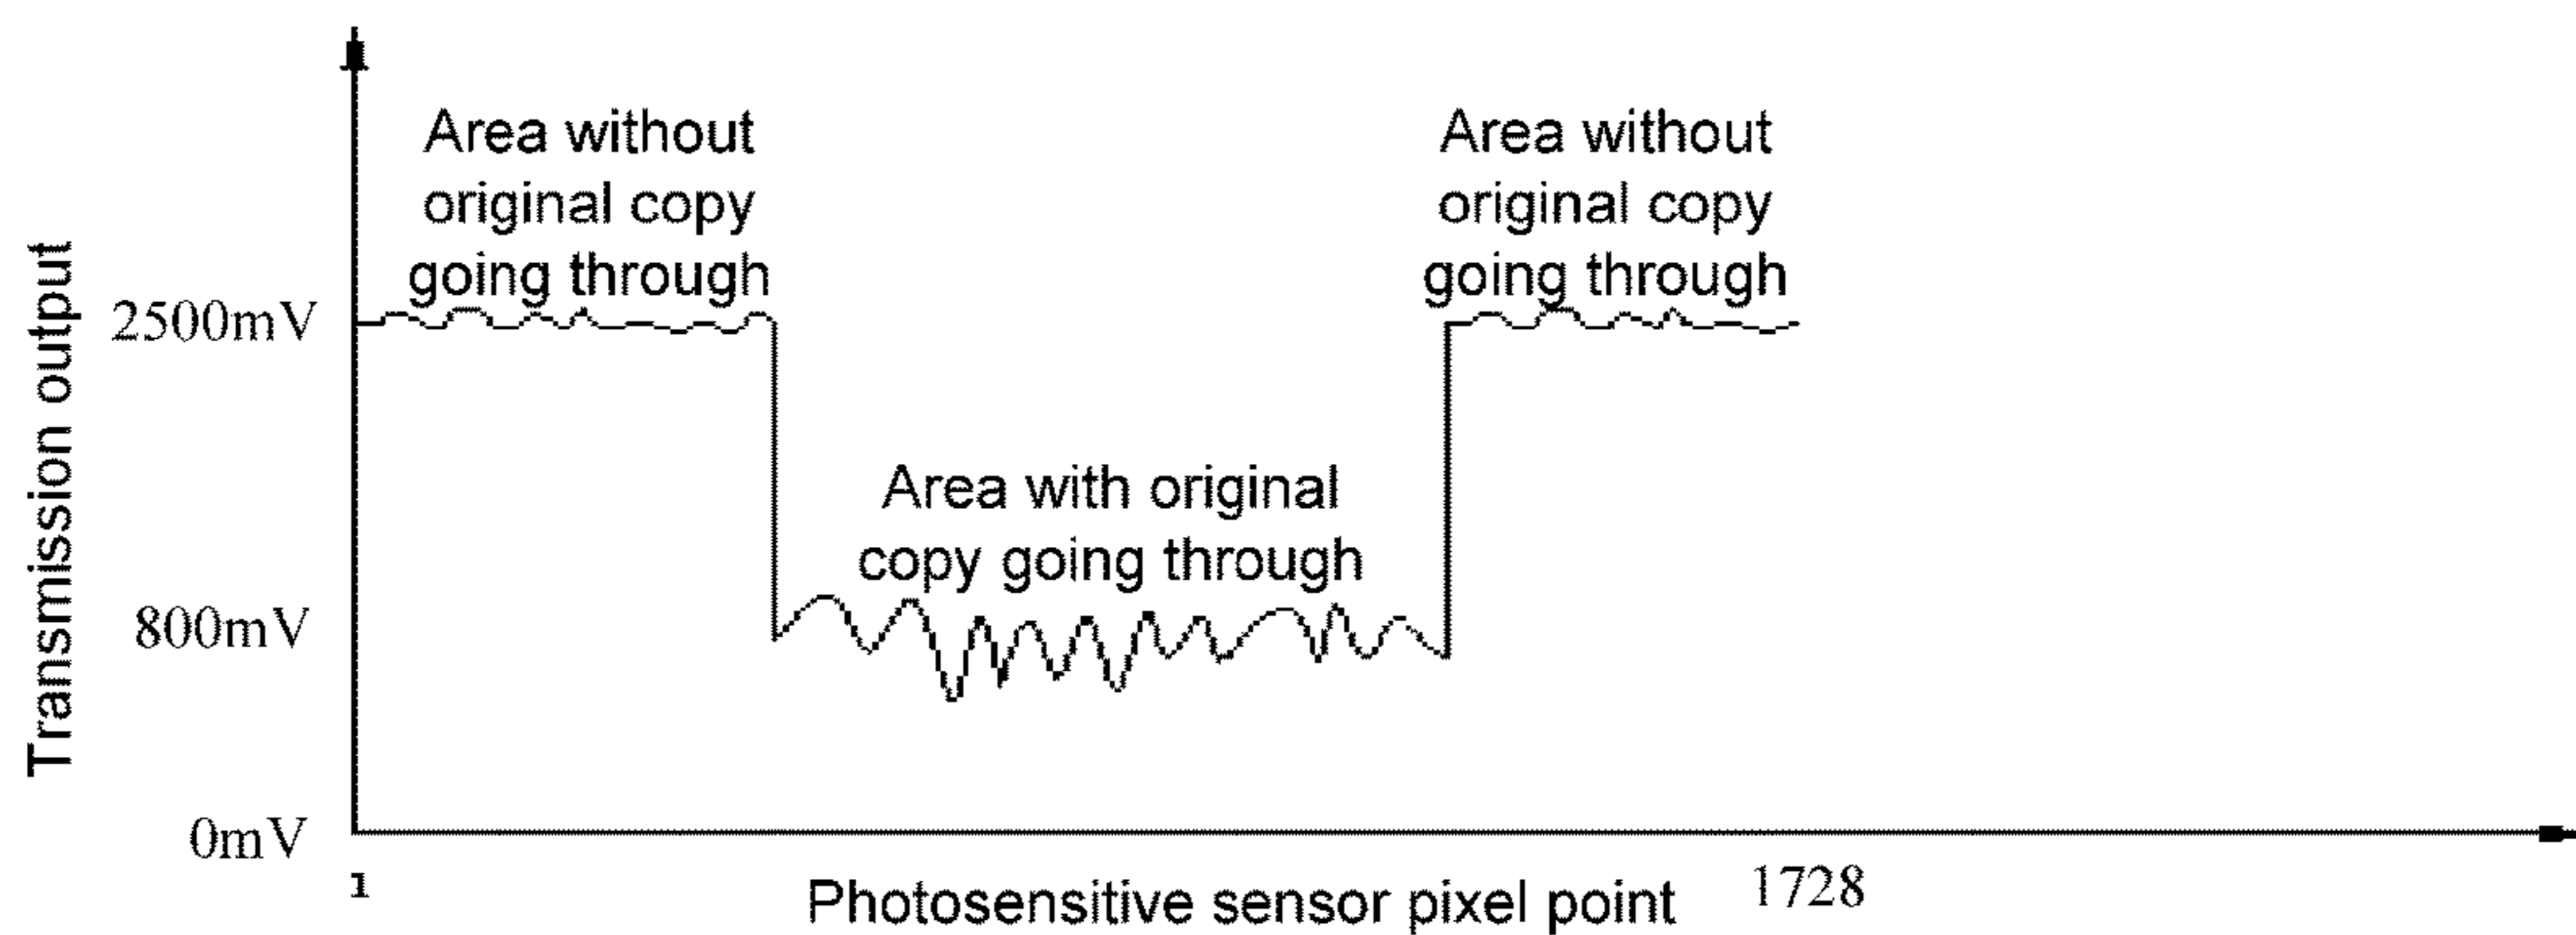 Area without
original copy
going through
Area without
original copy
going through
Transmission output
2500mV
Area with original
copy going through
800mV
0mV
1
Photosensitive sensor pixel point
1728